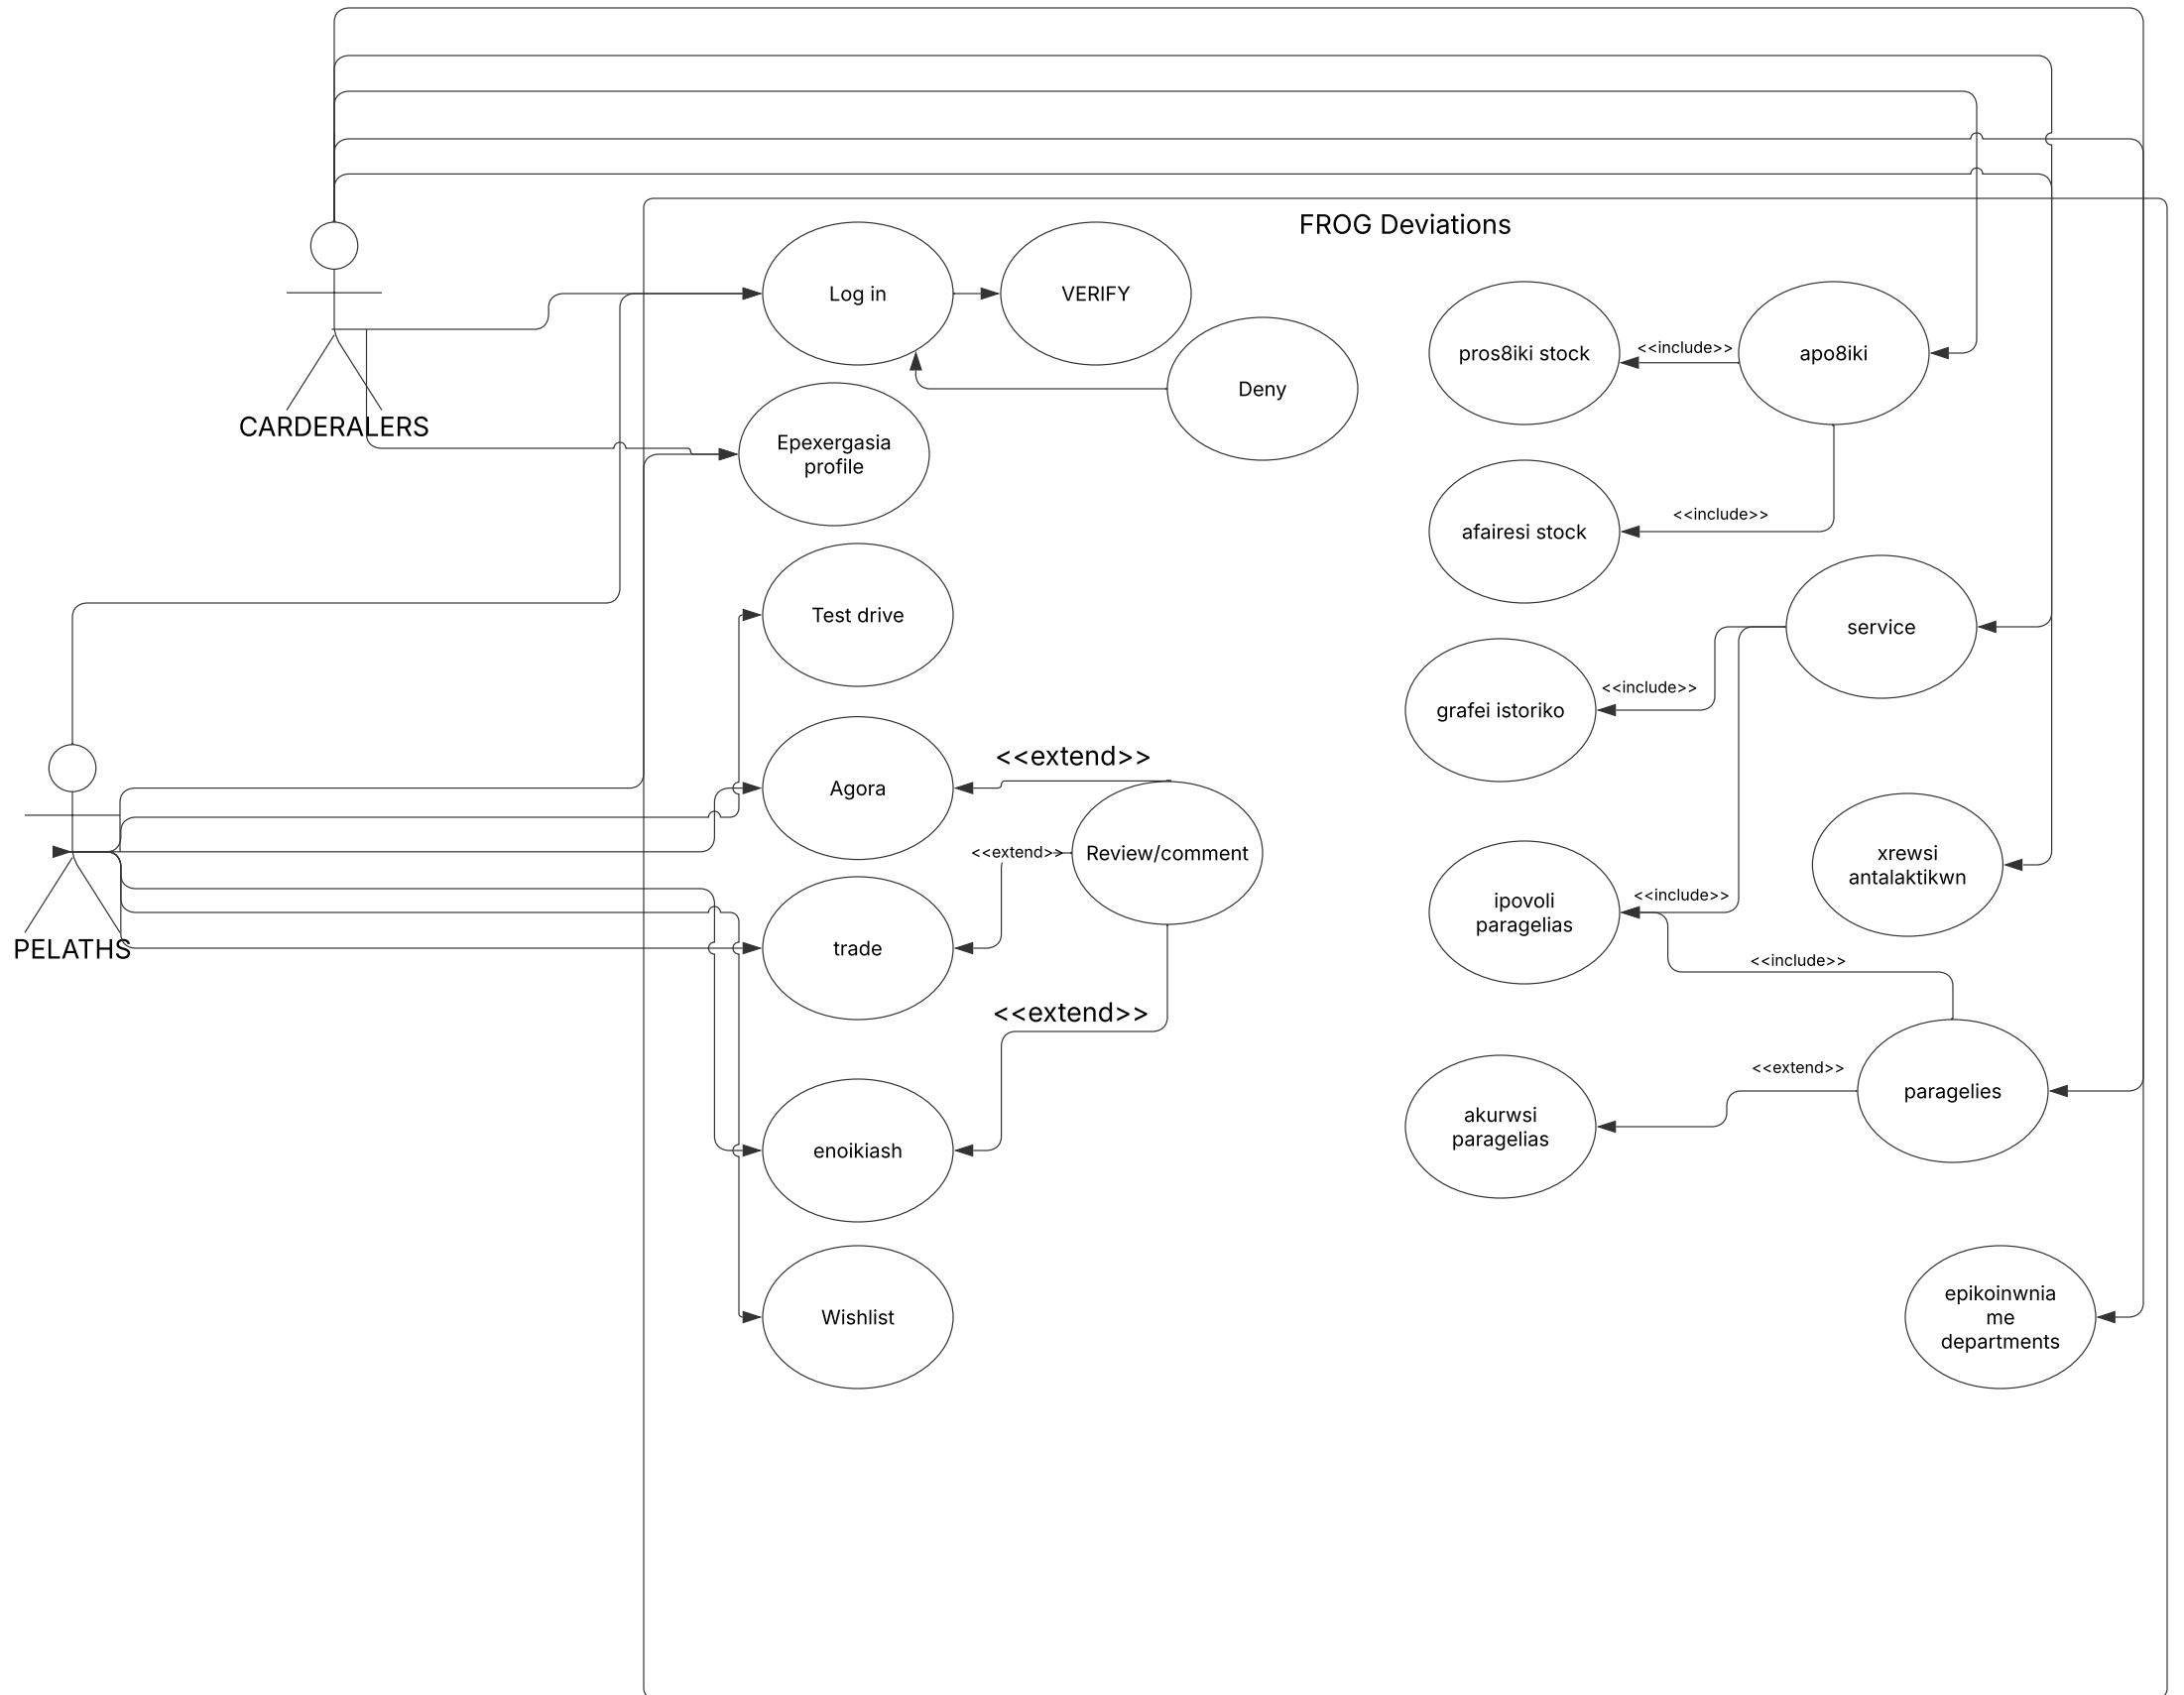 FROG Deviations
Log in
VERIFY
Deny
pros8iki stock
<<include>>
apo8iki
CARDERALERS
Epexergasia
profile
afairesi stock
<<include>>
Test drive
service
grafei istoriko
<<include>>
Agora
<<extend>>
Review/comment
<<extend>>
xrewsi
antalaktikwn
ipovoli
paragelias
<<include>>
PELATHS
trade
<<include>>
<<extend>>
enoikiash
akurwsi
paragelias
<<extend>>
paragelies
Wishlist
epikoinwnia
me
departments